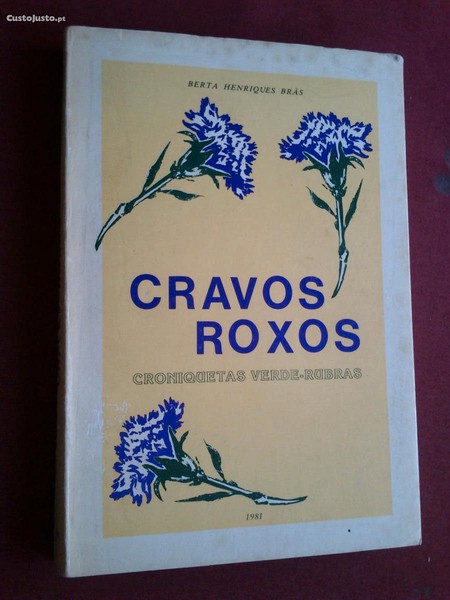 CustoJusto.pt
BERTA HENRIQUES BRÁS
CRAVOS
ROXOS
CRONIQUETAS VERDE-RUBRAS
1981